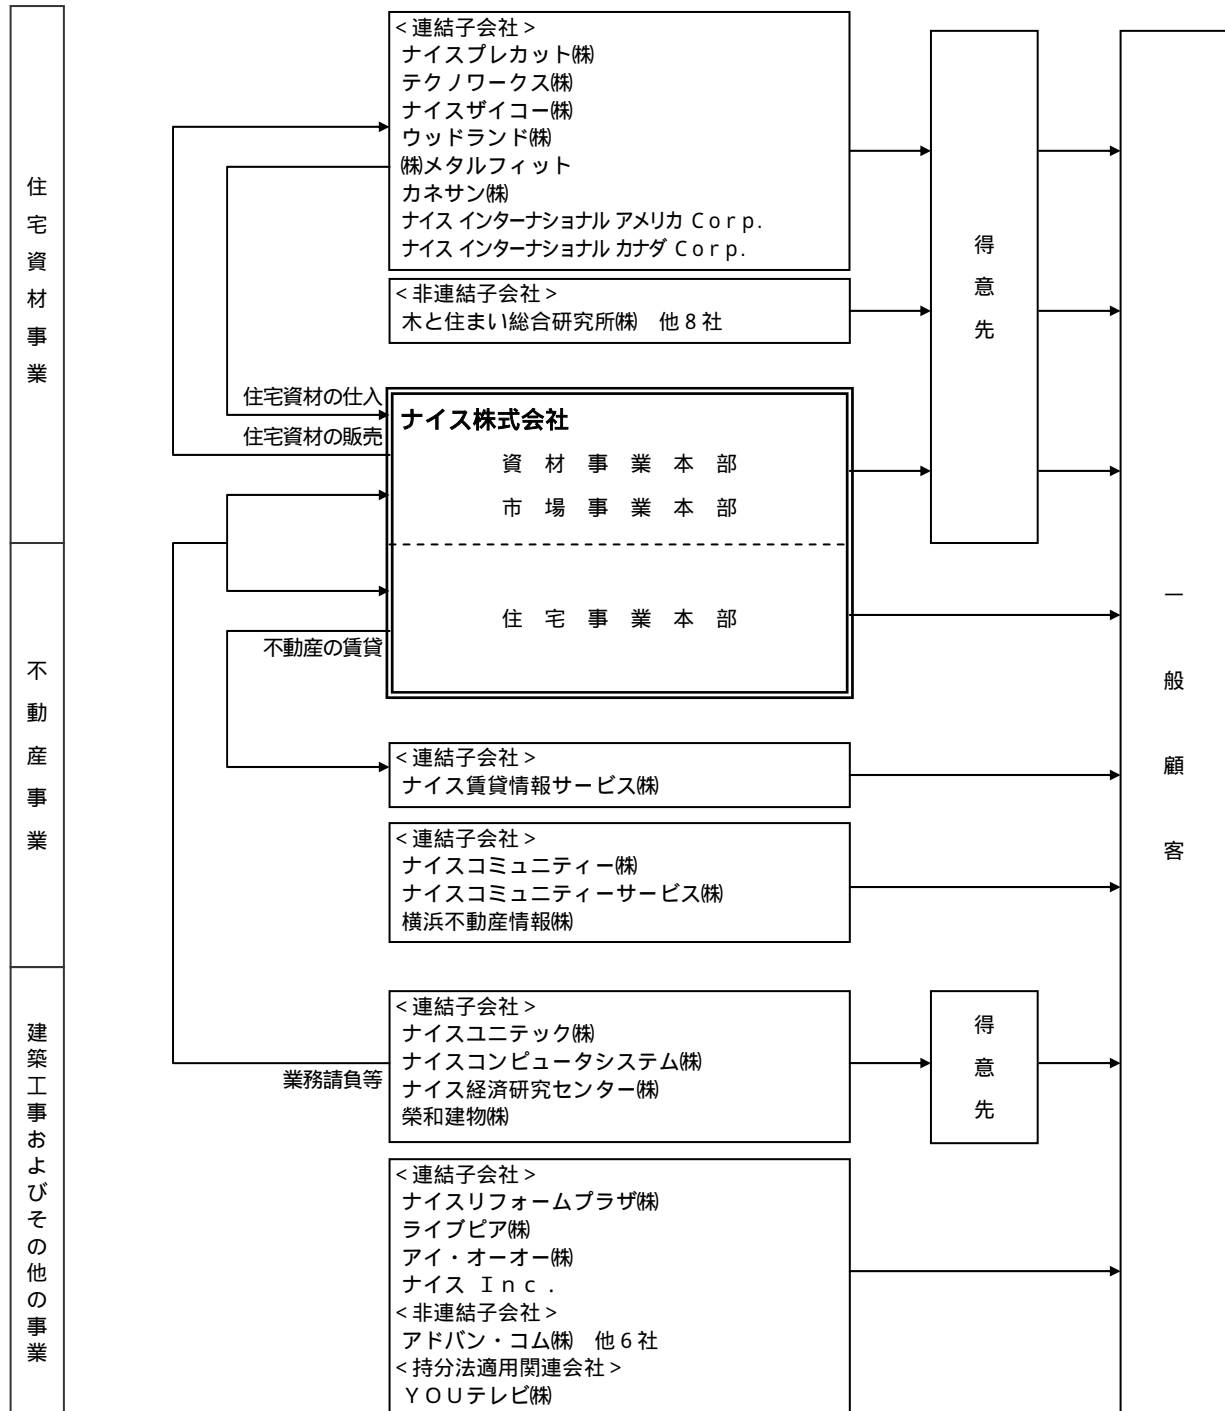 住宅資材事業
<連結子会社>
ナイスプレカット㈱
テクノワークス㈱
ナイスザイコー㈱
ウッドランド㈱
㈱メタルフィット
カネサン㈱
ナイス インターナショナル アメリカ Corp.
ナイス インターナショナル カナダ Corp.
<非連結子会社>
木と住まい総合研究所㈱ 他8社
得意先
住宅資材の仕入
住宅資材の販売
ナイス株式会社
資材事業本部
市場事業本部
住宅事業本部
一般顧客
不動産事業
不動産の賃貸
<連結子会社>
ナイス賃貸情報サービス㈱
<連結子会社>
ナイスコミュニティー㈱
ナイスコミュニティーサービス㈱
横浜不動産情報㈱
建築工事およびその他の事業
業務請負等
<連結子会社>
ナイスユニテック㈱
ナイスコンピュータシステム㈱
ナイス経済研究センター㈱
榮和建物㈱
得意先
<連結子会社>
ナイスリフォームプラザ㈱
ライブピア㈱
アイ・オーオー㈱
ナイス Inc.
<非連結子会社>
アドバン・コム㈱ 他6社
<持分法適用関連会社>
YOUテレビ㈱